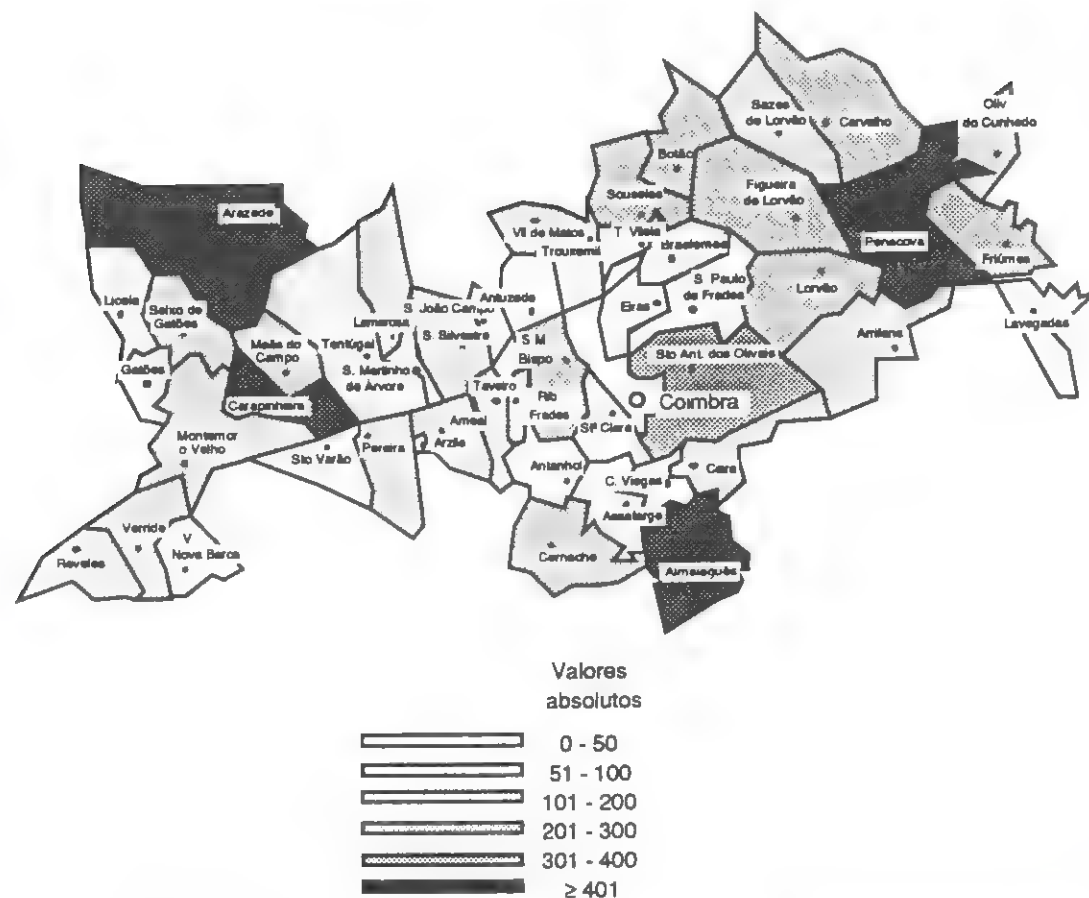 Oliv
do Cunhedo
Sazes
de Lorvão
Carvalho
Botão
Souselas
Figueira
de Lorvão
Arazede
Vil de Matos
T. Vilela
Trouxemil
Brasfemes
Penacova
Friúmes
S. Paulo
de Frades
Lorvão
Liceia
Seixo de
Gatões
S. João Campo
Antuzede
Eiras
Lamarosa
Lavegadas
S. Silvestre
Meãs do
Campo
Tentúgal
S. M.
Bispo
Sto Ant. dos Olivais
Gatões
S. Martinho
de Árvore
Taveiro
Carapinheira
Rib
Frades
Coimbra
Ameal
Stª Clara
Arzila
Montemor
o Velho
Sto Varão
Pereira
Antanhol
Ceira
C. Viegas
Assafarge
Verride
V
Nova Barca
Reveles
Cernache
Almalaguês
Valores
absolutos
0 - 50
51 - 100
101 - 200
201 - 300
301 - 400
≥ 401